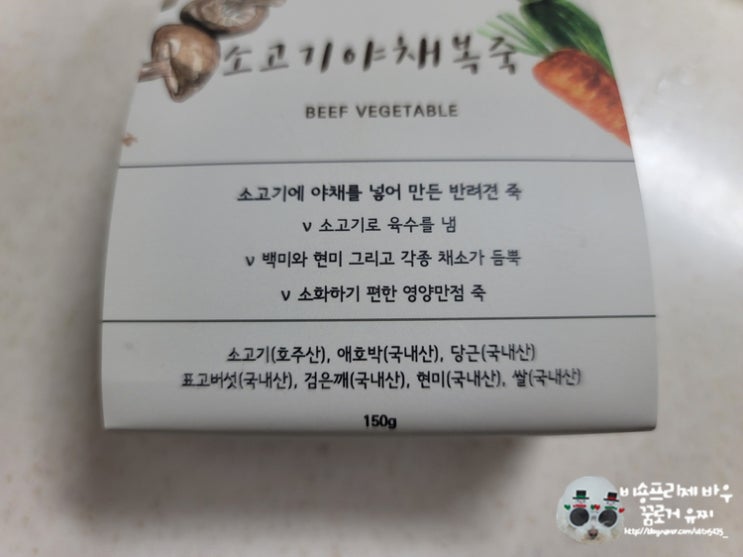 소고기야채복죽
BEEF VEGETABLE
소고기에 야채를 넣어 만든 반려견 죽
v 소고기로 육수를 냄
v 백미와 현미 그리고 각종 채소가 듬뿍
v 소화하기 편한 영양만점 죽
소고기(호주산), 애호박(국내산), 당근(국내산)
표고버섯(국내산), 검은깨(국내산), 현미(국내산), 쌀(국내산)
150g
비숑프리제 바우
꿈로거 유찌